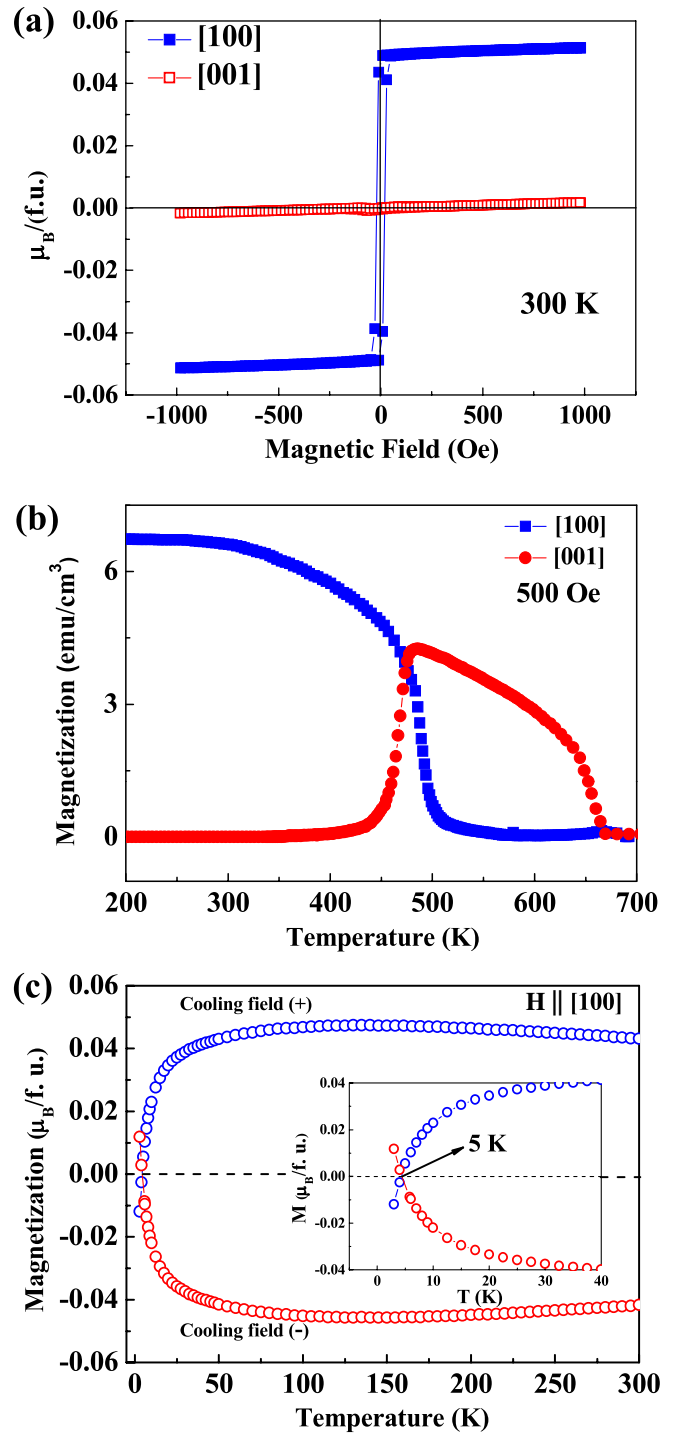 (a)
[100]
[001]
0.06
0.04
0.02
0.00
-0.02
-0.04
-0.06
μB/(f.u.)
300 K
-1000 -500 0 500 1000
Magnetic Field (Oe)
(b)
[100]
[001]
500 Oe
6
3
0
Magnetization (emu/cm³)
200 300 400 500 600 700
Temperature (K)
(c)
Cooling field (+)
H || [100]
0.06
0.04
0.02
0.00
-0.02
-0.04
-0.06
Magnetization (μB/f. u.)
0.04
0.02
0.00
-0.02
-0.04
M (μB/f. u.)
5 K
0 10 20 30 40
T (K)
Cooling field (-)
0 50 100 150 200 250 300
Temperature (K)